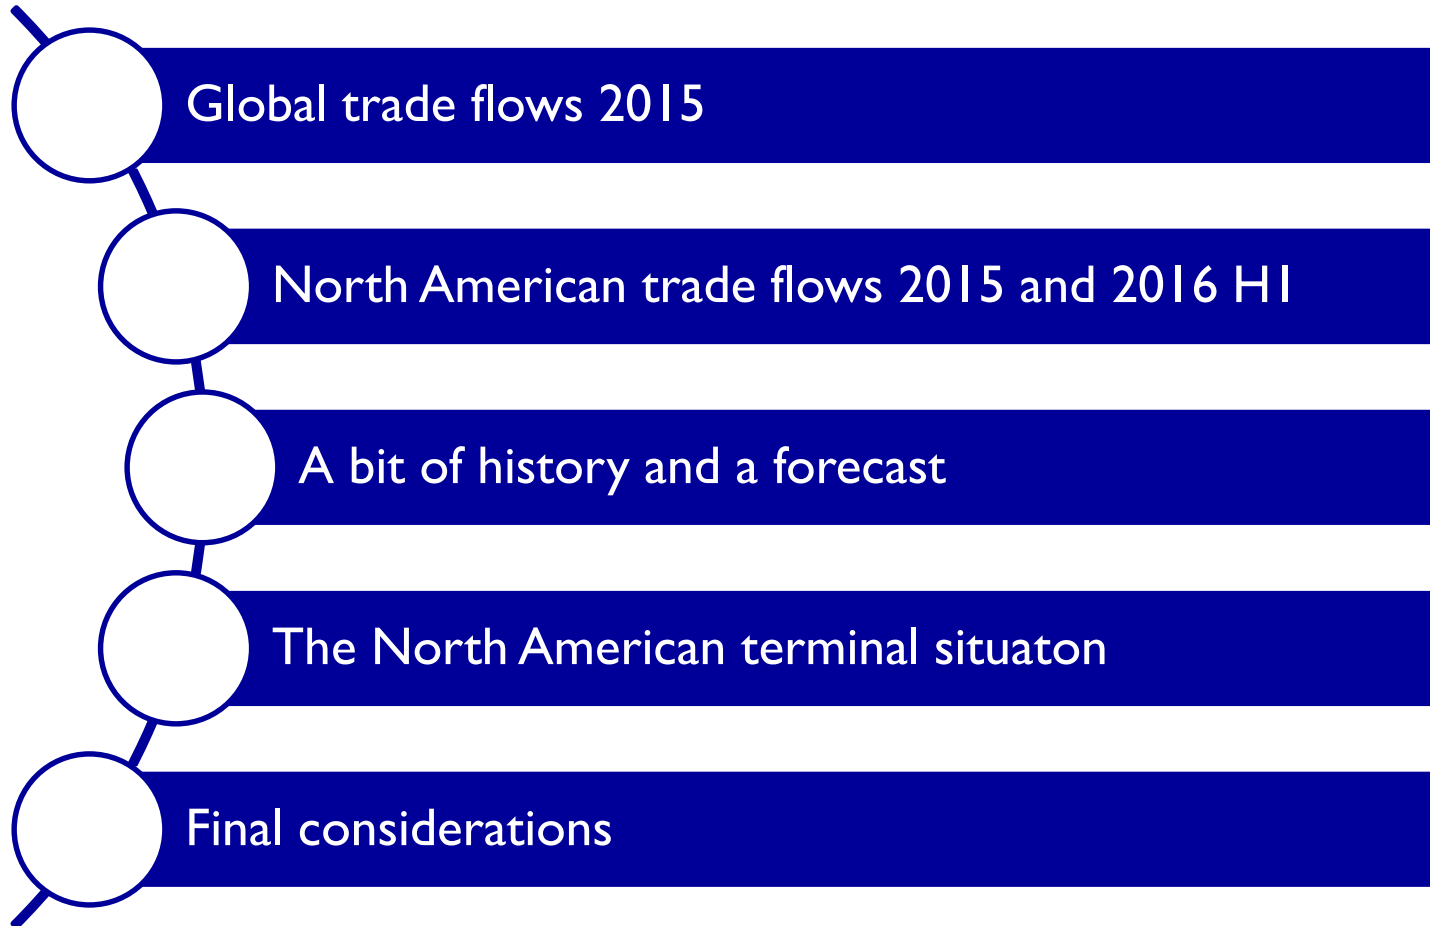 Global trade flows 2015
North American trade flows 2015 and 2016 H1
A bit of history and a forecast
The North American terminal situaton
Final considerations